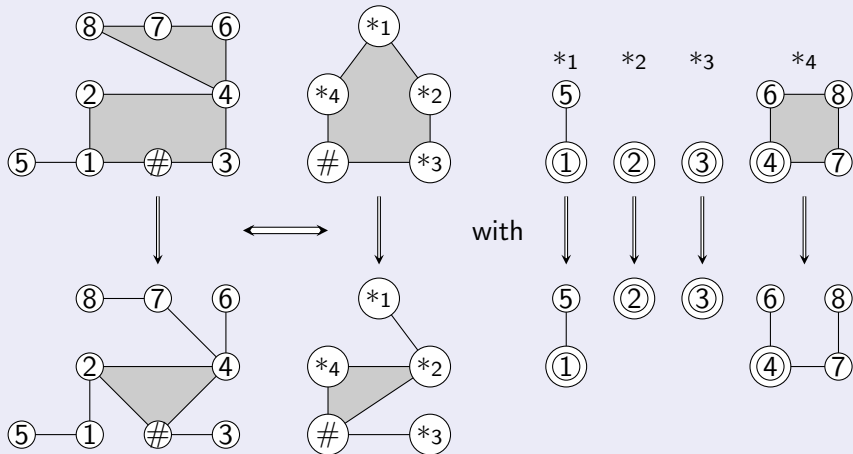 8 7 6 *1
*1 *2 *3 *4
2 4 *4 *2 5 6 8
5 1 # 3 # *3 1 2 3 4 7
with
8 7 6 *1 5 2 3 6 8
2 4 *4 *2 1 4 7
5 1 # 3 # *3